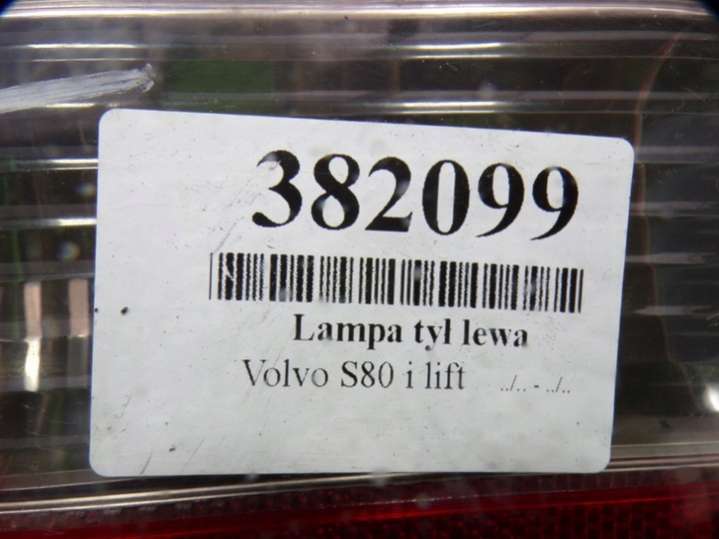 382099
Lampa tył lewa
Volvo S80 i lift ../.. - ../..